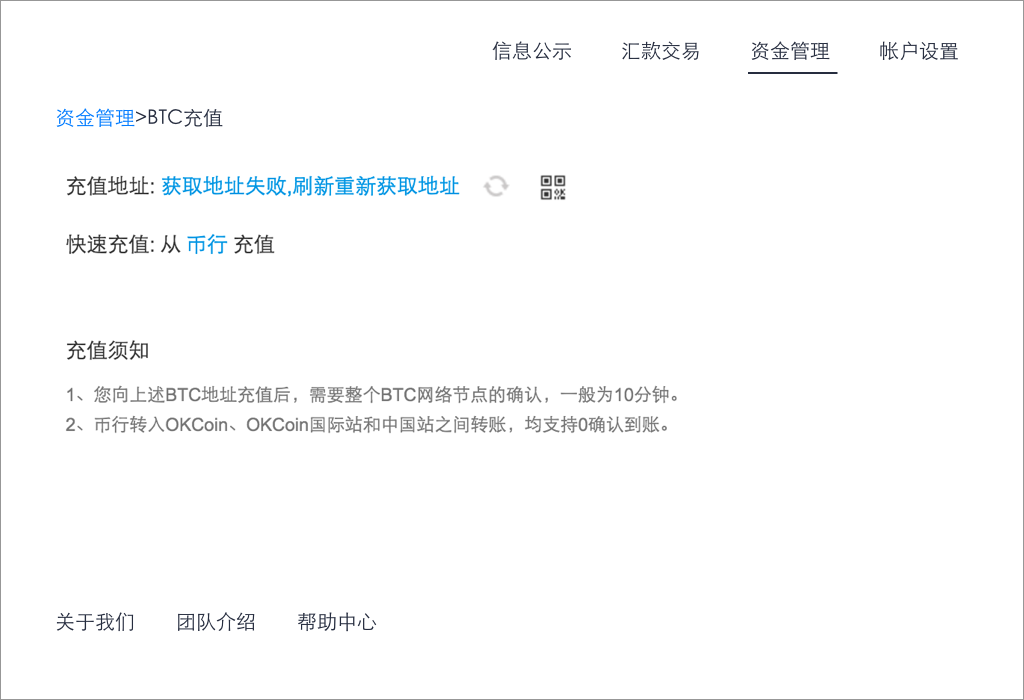 信息公示 汇款交易 资金管理 帐户设置
资金管理>BTC充值
充值地址: 获取地址失败,刷新重新获取地址
快速充值: 从 币行 充值
充值须知
1、您向上述BTC地址充值后，需要整个BTC网络节点的确认，一般为10分钟。
2、币行转入OKCoin、OKCoin国际站和中国站之间转账，均支持0确认到账。
关于我们 团队介绍 帮助中心